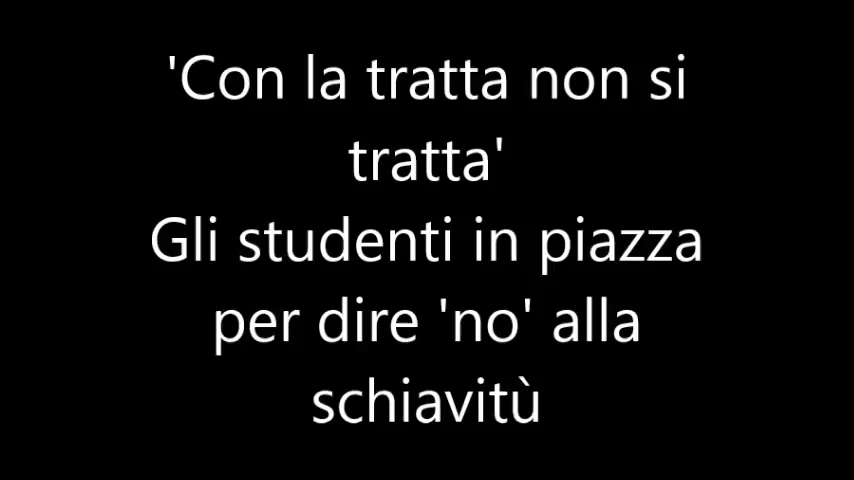 'Con la tratta non si
tratta'
Gli studenti in piazza
per dire 'no' alla
schiavitù